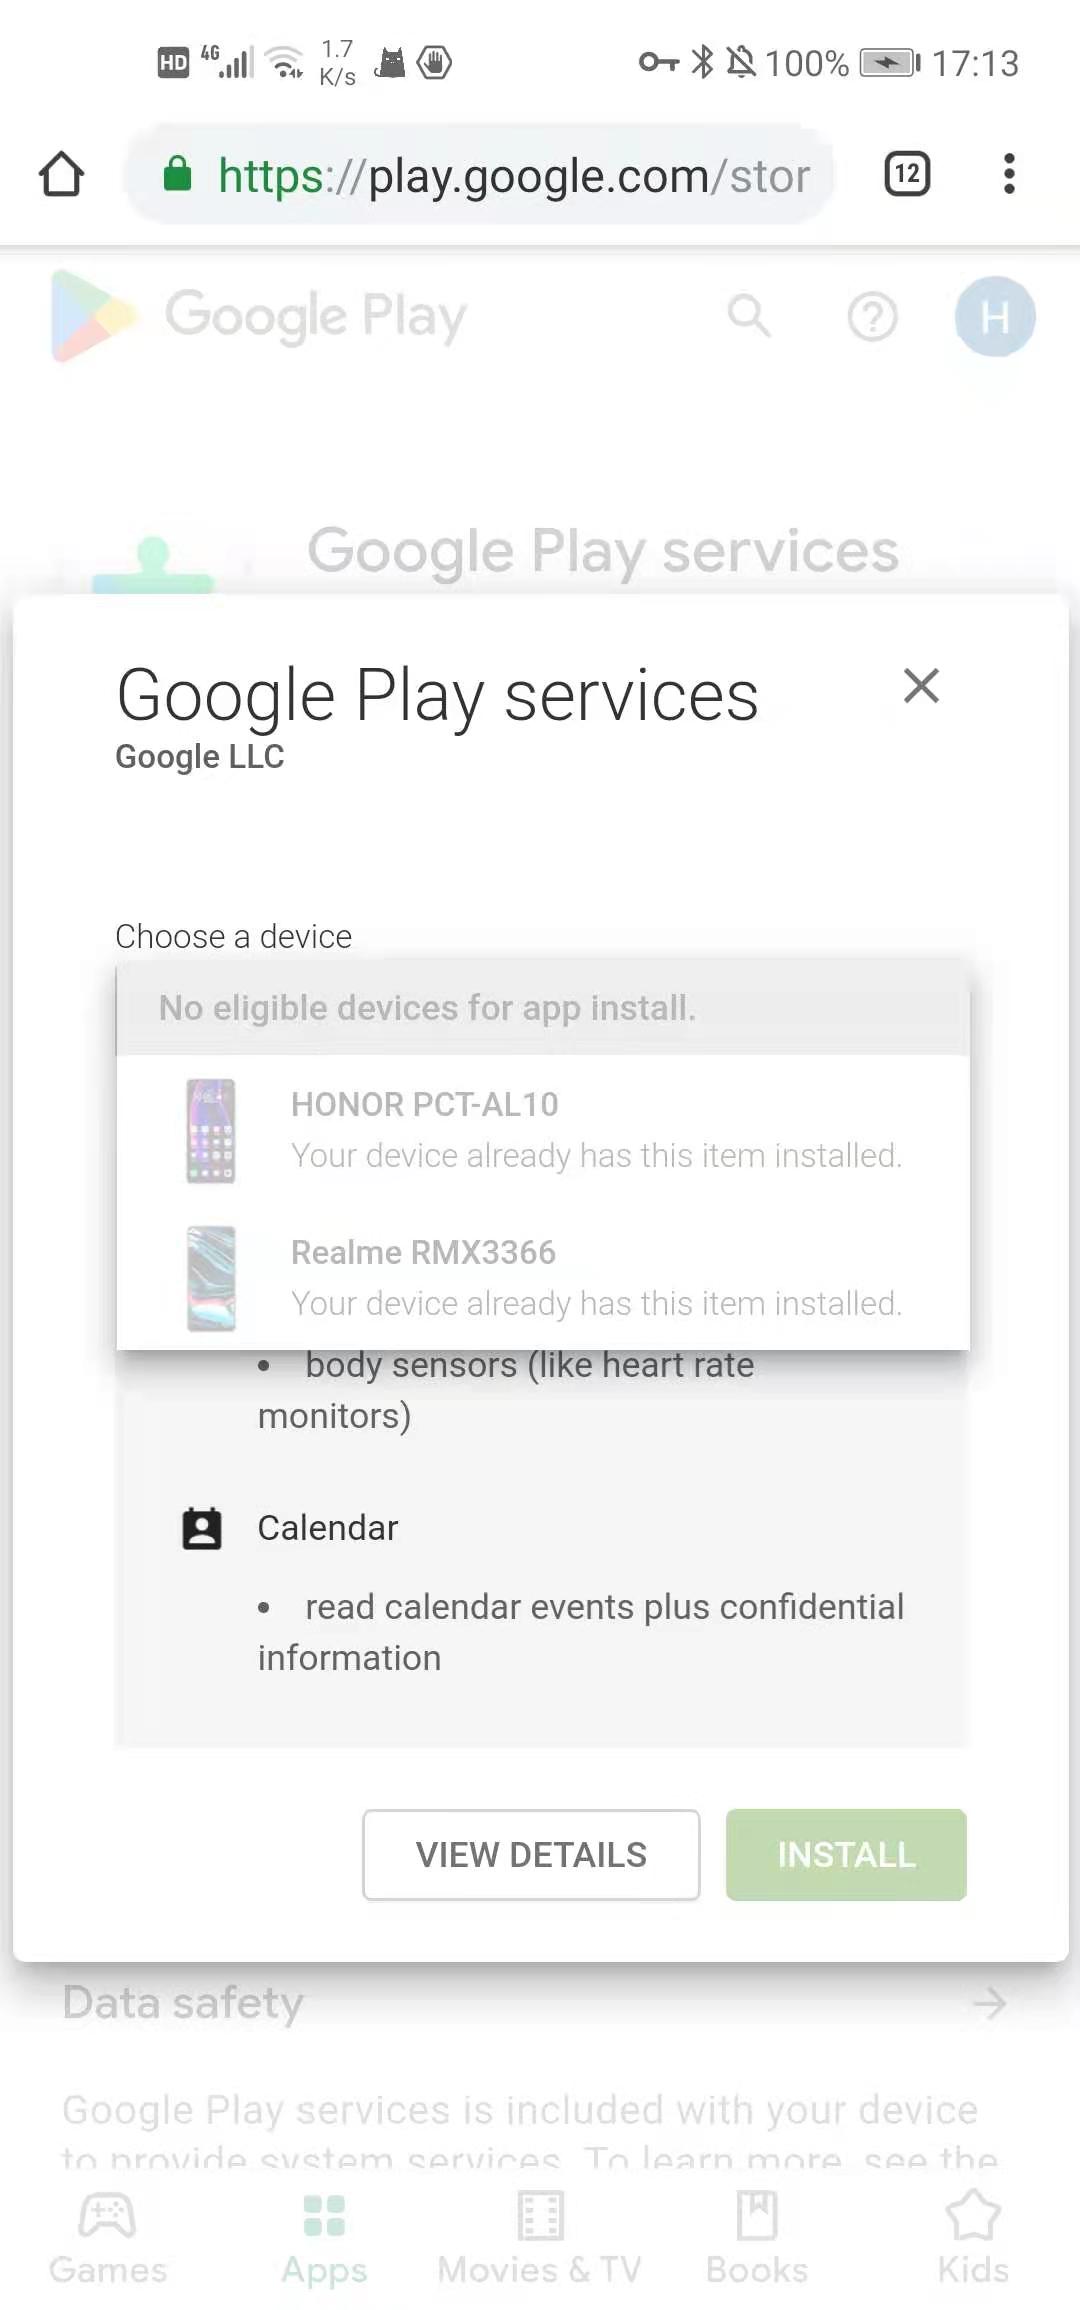 HD 4G 1.7 K/s 100% 17:13
https://play.google.com/stor 12
Google Play H
Google Play services
Google Play services
Google LLC
Choose a device
No eligible devices for app install.
HONOR PCT-AL10
Your device already has this item installed.
Realme RMX3366
Your device already has this item installed.
• body sensors (like heart rate
monitors)
Calendar
• read calendar events plus confidential
information
VIEW DETAILS INSTALL
Data safety
Google Play services is included with your device
to provide system services. To learn more, see the
Games Apps Movies & TV Books Kids